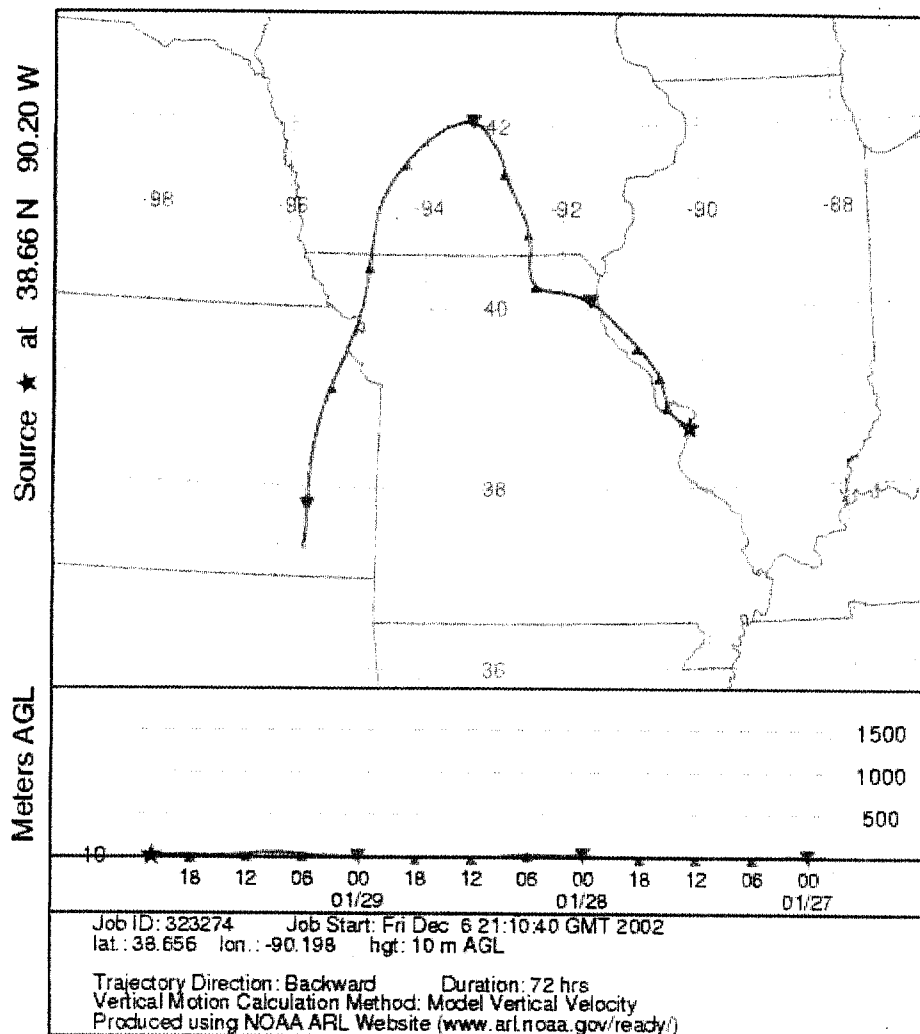 Source ★ at 38.66 N 90.20 W
42
-98
-96
-94
-92
-90
-88
40
38
36
Meters AGL
1500
1000
500
10
18 12 06 00 18 12 06 00 18 12 06 00
01/29 01/28 01/27
Job ID: 323274 Job Start: Fri Dec 6 21:10:40 GMT 2002
lat.: 38.656 lon.: -90.198 hgt: 10 m AGL
Trajectory Direction: Backward Duration: 72 hrs
Vertical Motion Calculation Method: Model Vertical Velocity
Produced using NOAA ARL Website (www.arl.noaa.gov/ready/)